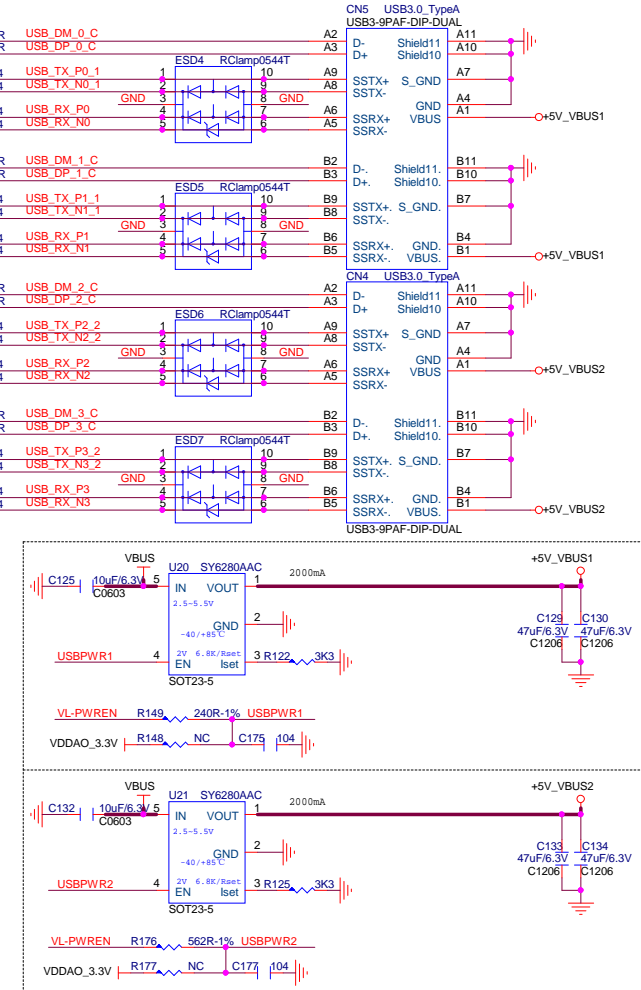 CN5 USB3.0_TypeA
USB3-9PAF-DIP-DUAL
R USB_DM_0_C A2 D- Shield11 A11
R USB_DP_0_C A3 D+ Shield10 A10
ESD4 RClamp0544T
USB_TX_P0_1 1 10 A9 SSTX+ S_GND A7
USB_TX_N0_1 2 9 A8 SSTX-
GND 3 8 GND GND A4
USB_RX_P0 4 7 A6 SSRX+ VBUS A1 +5V_VBUS1
USB_RX_N0 5 6 A5 SSRX-
R USB_DM_1_C B2 D-. Shield11. B11
R USB_DP_1_C B3 D+. Shield10. B10
ESD5 RClamp0544T
USB_TX_P1_1 1 10 B9 SSTX+. S_GND. B7
USB_TX_N1_1 2 9 B8 SSTX-.
GND 3 8 GND
USB_RX_P1 4 7 B6 SSRX+. GND. B4
USB_RX_N1 5 6 B5 SSRX-. VBUS. B1 +5V_VBUS1
CN4 USB3.0_TypeA
R USB_DM_2_C A2 D- Shield11 A11
R USB_DP_2_C A3 D+ Shield10 A10
ESD6 RClamp0544T
USB_TX_P2_2 1 10 A9 SSTX+ S_GND A7
USB_TX_N2_2 2 9 A8 SSTX-
GND 3 8 GND GND A4
USB_RX_P2 4 7 A6 SSRX+ VBUS A1 +5V_VBUS2
USB_RX_N2 5 6 A5 SSRX-
R USB_DM_3_C B2 D-. Shield11. B11
R USB_DP_3_C B3 D+. Shield10. B10
ESD7 RClamp0544T
USB_TX_P3_2 1 10 B9 SSTX+. S_GND. B7
USB_TX_N3_2 2 9 B8 SSTX-.
GND 3 8 GND
USB_RX_P3 4 7 B6 SSRX+. GND. B4
USB_RX_N3 5 6 B5 SSRX-. VBUS. B1 +5V_VBUS2
USB3-9PAF-DIP-DUAL
VBUS +5V_VBUS1
U20 SY6280AAC
C125 10uF/6.3V 5 IN VOUT 1 2000mA
C0603
2.5~5.5V
GND 2
-40/+85℃
C129 C130
47uF/6.3V 47uF/6.3V
C1206 C1206
2V 6.8K/Rset
USBPWR1 4 EN Iset 3 R122 3K3
SOT23-5
VL-PWREN R149 240R-1% USBPWR1
VDDAO_3.3V R148 NC C175 104
VBUS +5V_VBUS2
U21 SY6280AAC
C132 10uF/6.3V 5 IN VOUT 1 2000mA
C0603
2.5~5.5V
GND 2
-40/+85℃
C133 C134
47uF/6.3V 47uF/6.3V
C1206 C1206
2V 6.8K/Rset
USBPWR2 4 EN Iset 3 R125 3K3
SOT23-5
VL-PWREN R176 562R-1% USBPWR2
VDDAO_3.3V R177 NC C177 104